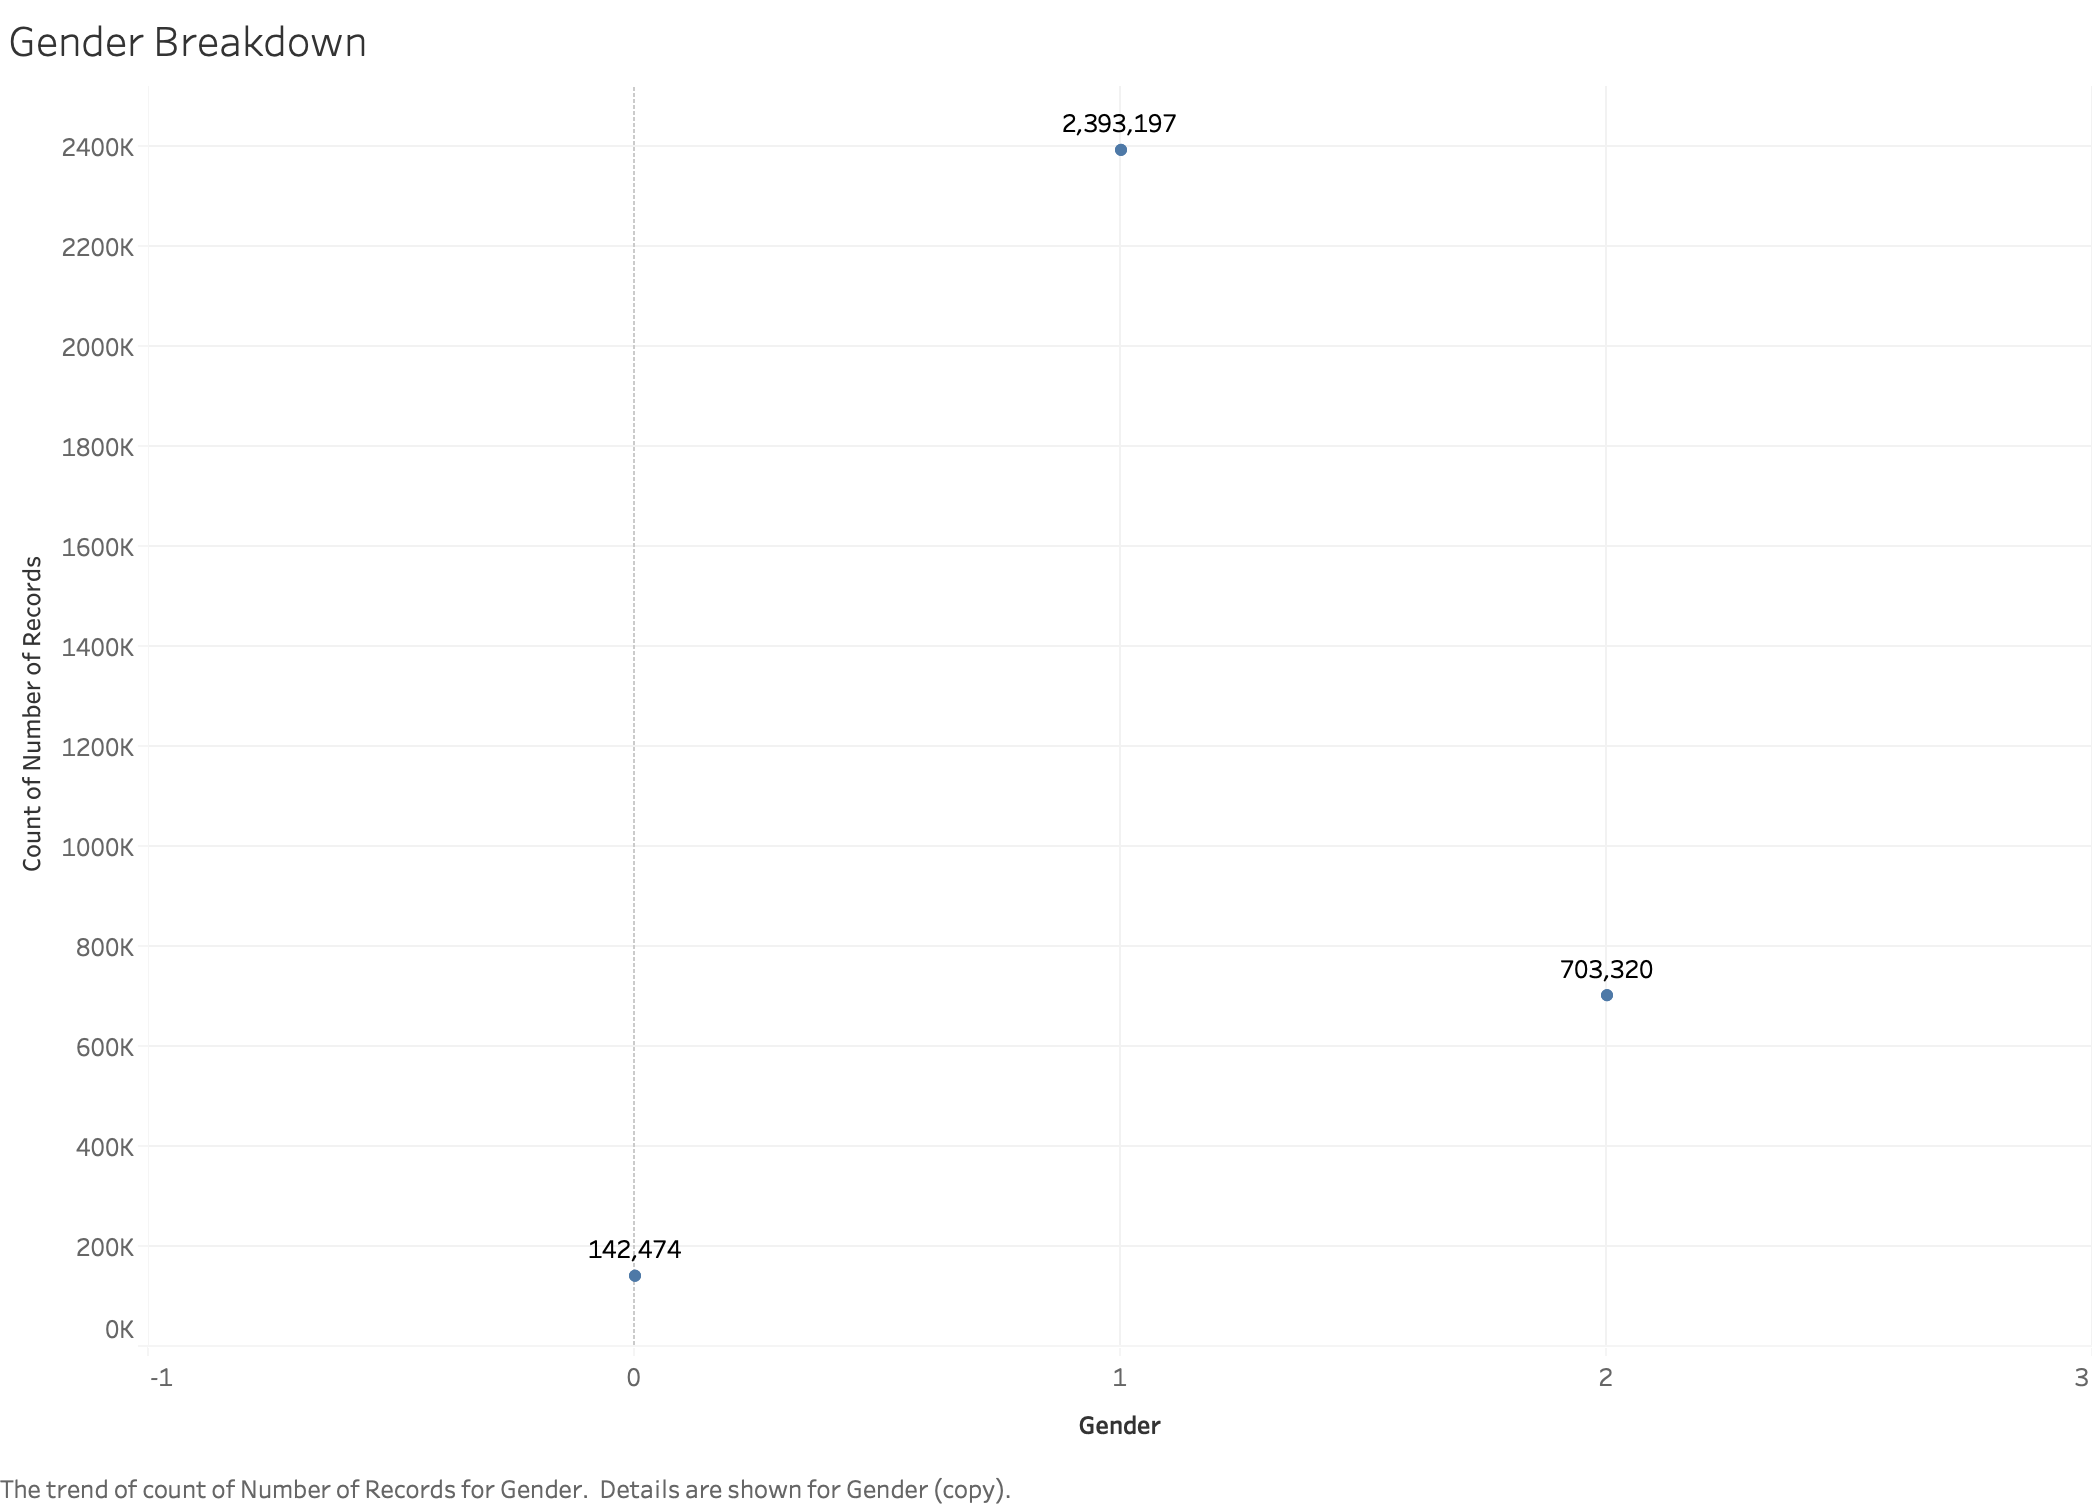 Gender Breakdown
2,393,197
2400K
2200K
2000K
1800K
1600K
1400K
1200K
1000K
800K
703,320
600K
400K
200K
142,474
0K
Count of Number of Records
-1 0 1 2 3
Gender
The trend of count of Number of Records for Gender.  Details are shown for Gender (copy).